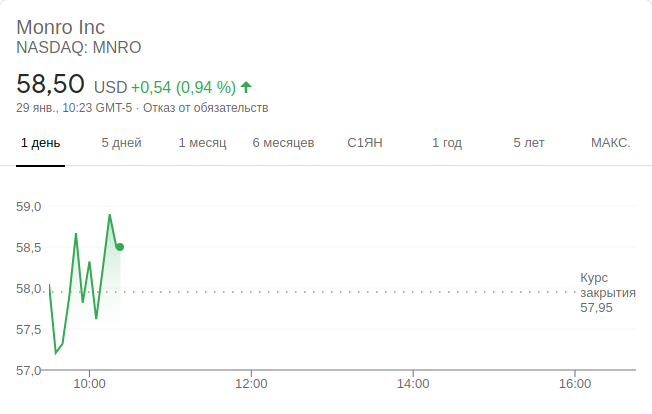 Monro Inc
NASDAQ: MNRO
58,50 USD +0,54 (0,94 %)
29 янв., 10:23 GMT-5 · Отказ от обязательств
1 день 5 дней 1 месяц 6 месяцев С1ЯН 1 год 5 лет МАКС.
59,0
58,5
58,0
57,5
57,0
Курс
закрытия
57,95
10:00 12:00 14:00 16:00